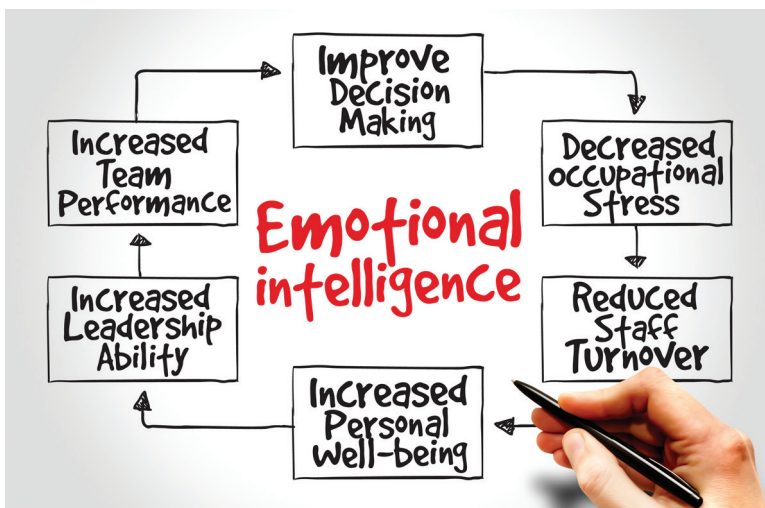 Improve
Decision
Making
Decreased
Occupational
Stress
Reduced
Staff
Turnover
Increased
Personal
Well-being
Increased
Leadership
Ability
Increased
Team
Performance
Emotional
intelligence